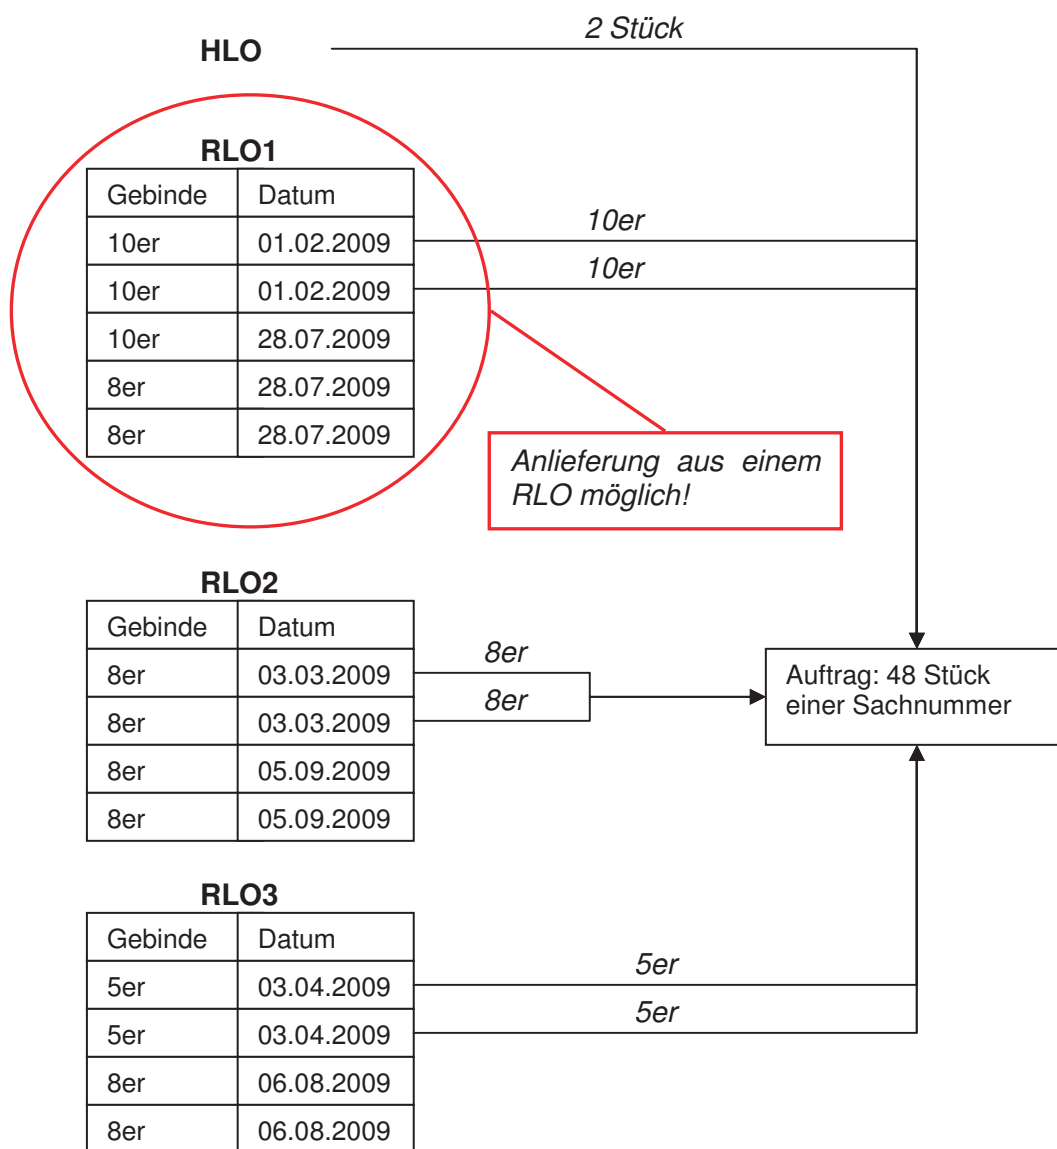 2 Stück
HLO
RLO1
Gebinde Datum
10er 01.02.2009
10er
10er 01.02.2009
10er
10er 28.07.2009
8er 28.07.2009
8er 28.07.2009
Anlieferung aus einem
RLO möglich!
RLO2
Gebinde Datum
8er 03.03.2009
8er
8er 03.03.2009
8er
8er 05.09.2009
8er 05.09.2009
Auftrag: 48 Stück
einer Sachnummer
RLO3
Gebinde Datum
5er 03.04.2009
5er
5er 03.04.2009
5er
8er 06.08.2009
8er 06.08.2009